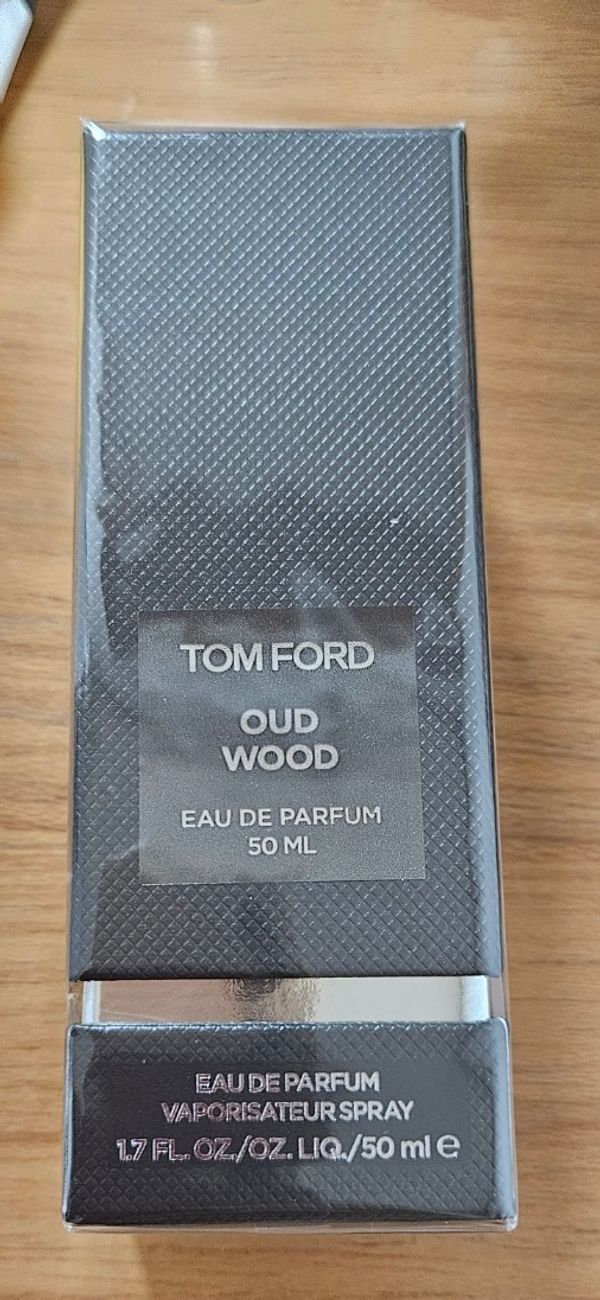 TOM FORD
OUD
WOOD
EAU DE PARFUM
50 ML
EAU DE PARFUM
VAPORISATEUR SPRAY
1.7 FL. OZ./OZ. LIQ./50 ml e